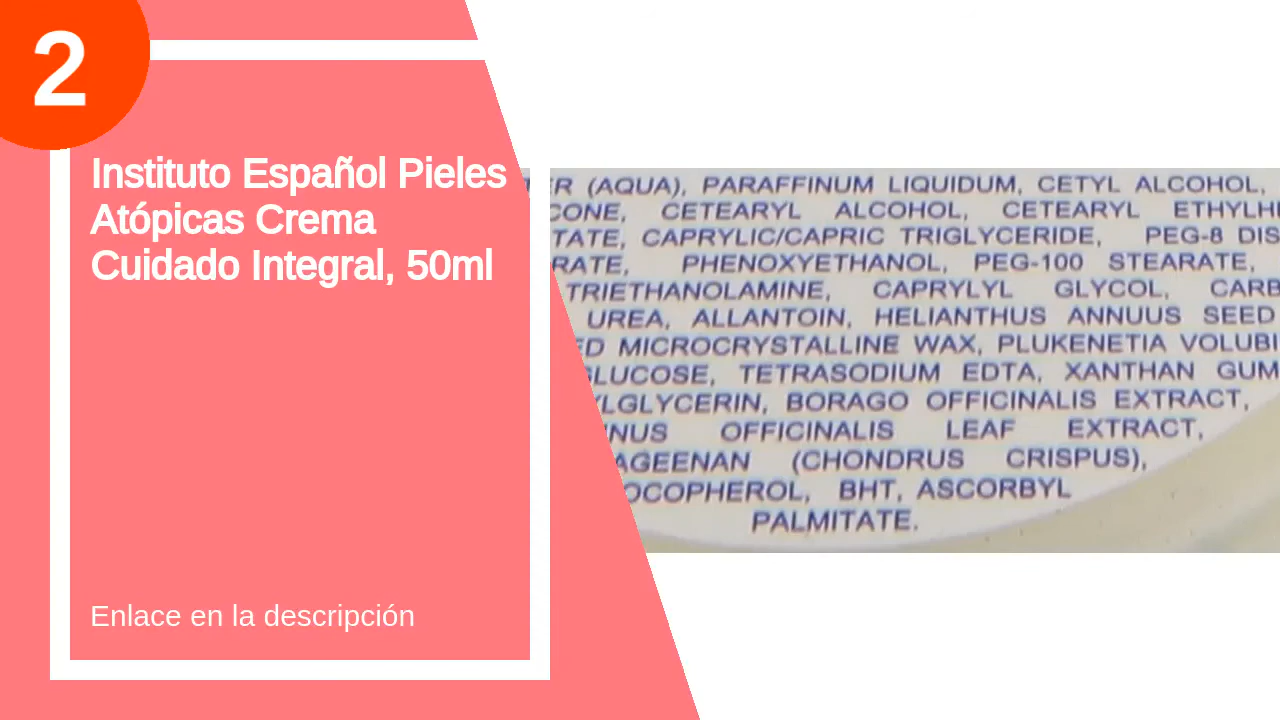 2
Instituto Español Pieles
Atópicas Crema
Cuidado Integral, 50ml
Enlace en la descripción
(AQUA), PARAFFINUM LIQUIDUM, CETYL ALCOHOL,
CETEARYL ALCOHOL, CETEARYL
CAPRYLIC/CAPRIC TRIGLYCERIDE, PEG-8
PHENOXYETHANOL, PEG-100 STEARATE,
TRIETHANOLAMINE, CAPRYLYL GLYCOL,
UREA, ALLANTOIN, HELIANTHUS ANNUUS SEED
MICROCRYSTALLINE WAX, PLUKENETIA
TETRASODIUM EDTA, XANTHAN GUM
BORAGO OFFICINALIS EXTRACT,
OFFICINALIS LEAF EXTRACT,
(CHONDRUS CRISPUS),
BHT, ASCORBYL
PALMITATE.